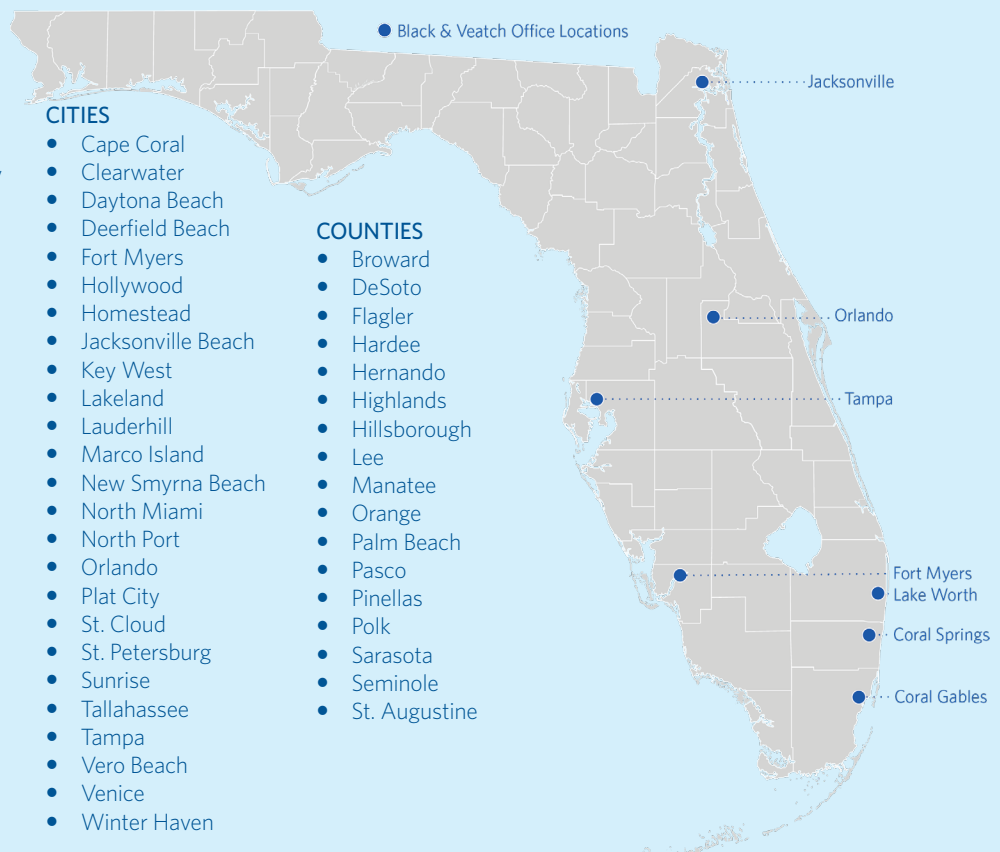 Black & Veatch Office Locations
CITIES
Cape Coral
Clearwater
Daytona Beach
Deerfield Beach
Fort Myers
Hollywood
Homestead
Jacksonville Beach
Key West
Lakeland
Lauderhill
Marco Island
New Smyrna Beach
North Miami
North Port
Orlando
Plat City
St. Cloud
St. Petersburg
Sunrise
Tallahassee
Tampa
Vero Beach
Venice
Winter Haven
COUNTIES
Broward
DeSoto
Flagler
Hardee
Hernando
Highlands
Hillsborough
Lee
Manatee
Orange
Palm Beach
Pasco
Pinellas
Polk
Sarasota
Seminole
St. Augustine
Jacksonville
Orlando
Tampa
Fort Myers
Lake Worth
Coral Springs
Coral Gables